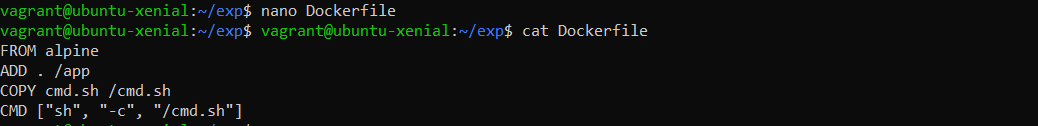 vagrant@ubuntu-xenial:~/exp$ nano Dockerfile
vagrant@ubuntu-xenial:~/exp$ vagrant@ubuntu-xenial:~/exp$ cat Dockerfile
FROM alpine
ADD . /app
COPY cmd.sh /cmd.sh
CMD ["sh", "-c", "/cmd.sh"]